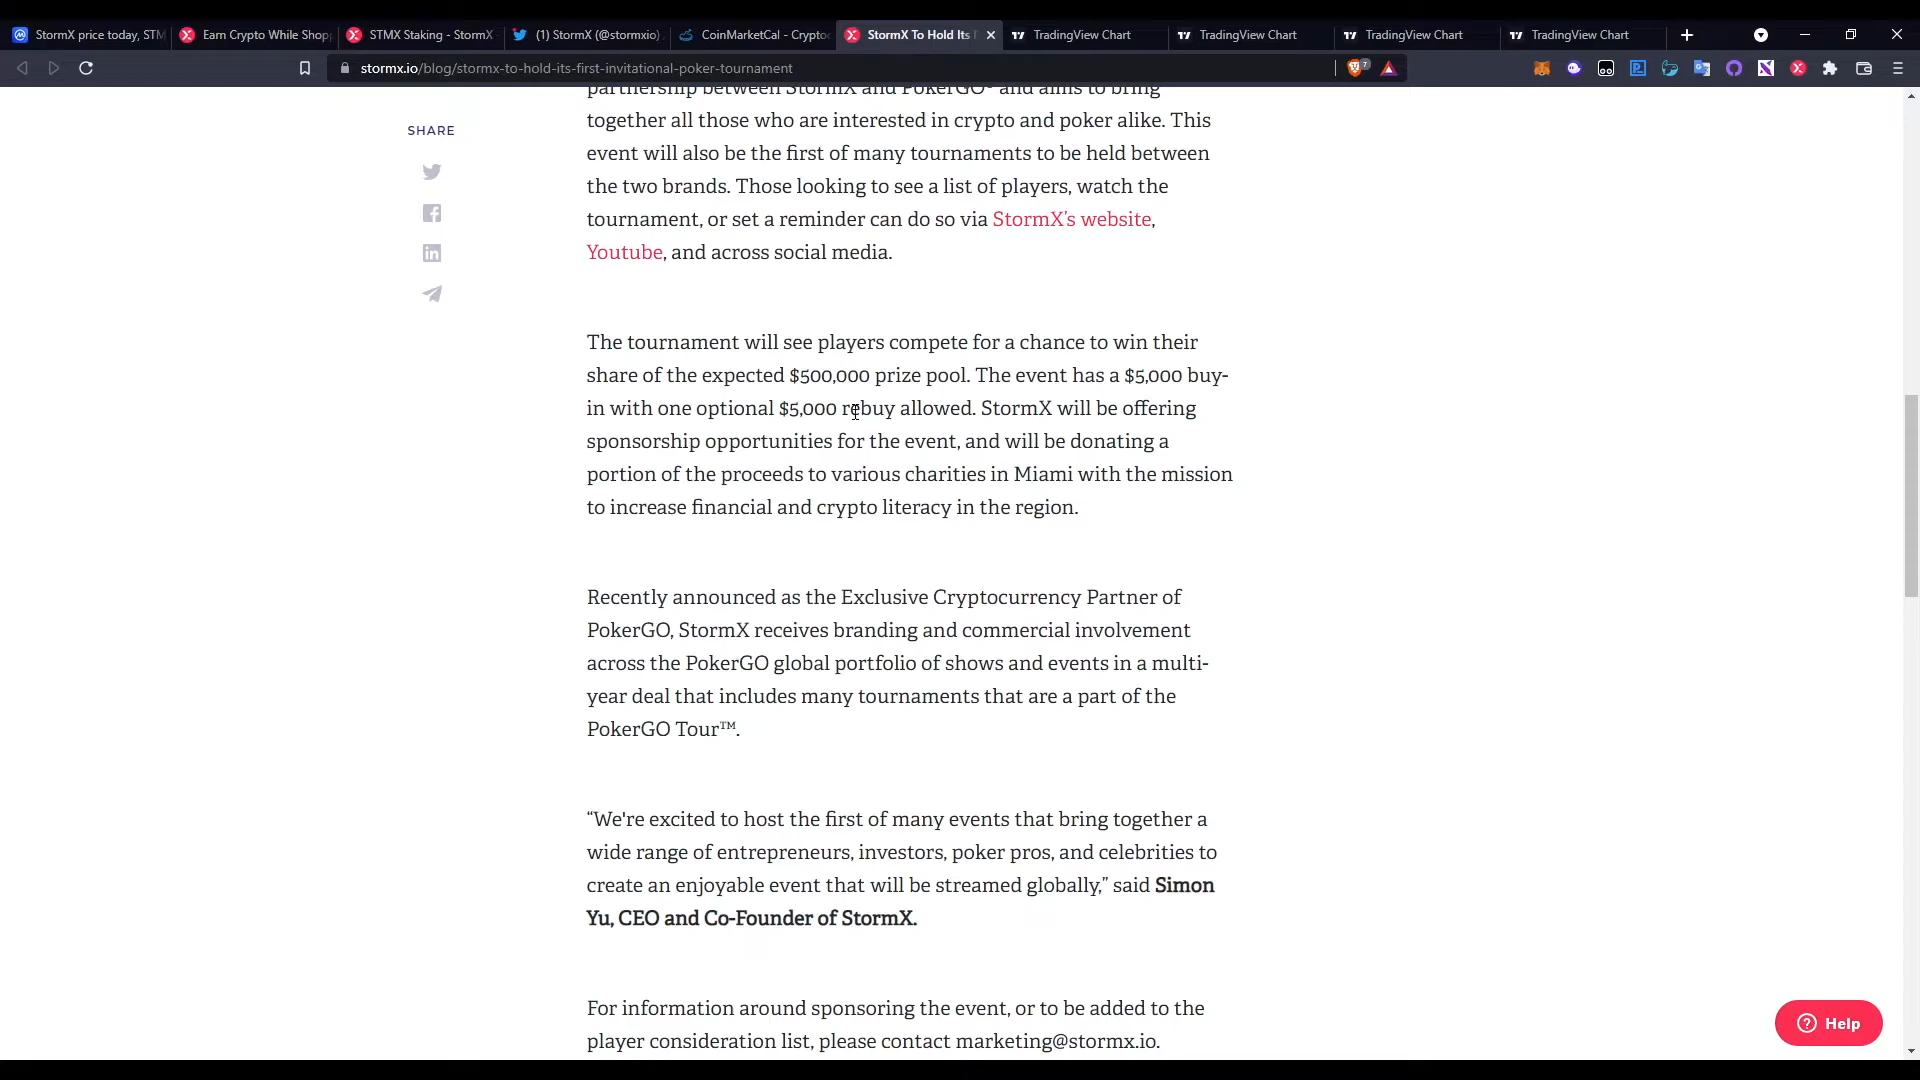 StormX price today, STM
Earn Crypto While Shopp
STMX Staking - StormX
(1) StormX (@stormxio)
CoinMarketCal - Cryptoc
StormX To Hold Its
TradingView Chart
TradingView Chart
TradingView Chart
TradingView Chart
stormx.io/blog/stormx-to-hold-its-first-invitational-poker-tournament
7
SHARE
partnership between StormX and PokerGO® and aims to bring
together all those who are interested in crypto and poker alike. This
event will also be the first of many tournaments to be held between
the two brands. Those looking to see a list of players, watch the
tournament, or set a reminder can do so via StormX’s website,
Youtube, and across social media.
The tournament will see players compete for a chance to win their
share of the expected $500,000 prize pool. The event has a $5,000 buy-
in with one optional $5,000 rebuy allowed. StormX will be offering
sponsorship opportunities for the event, and will be donating a
portion of the proceeds to various charities in Miami with the mission
to increase financial and crypto literacy in the region.
Recently announced as the Exclusive Cryptocurrency Partner of
PokerGO, StormX receives branding and commercial involvement
across the PokerGO global portfolio of shows and events in a multi-
year deal that includes many tournaments that are a part of the
PokerGO Tour™.
“We're excited to host the first of many events that bring together a
wide range of entrepreneurs, investors, poker pros, and celebrities to
create an enjoyable event that will be streamed globally,” said Simon
Yu, CEO and Co-Founder of StormX.
For information around sponsoring the event, or to be added to the
player consideration list, please contact marketing@stormx.io.
Help